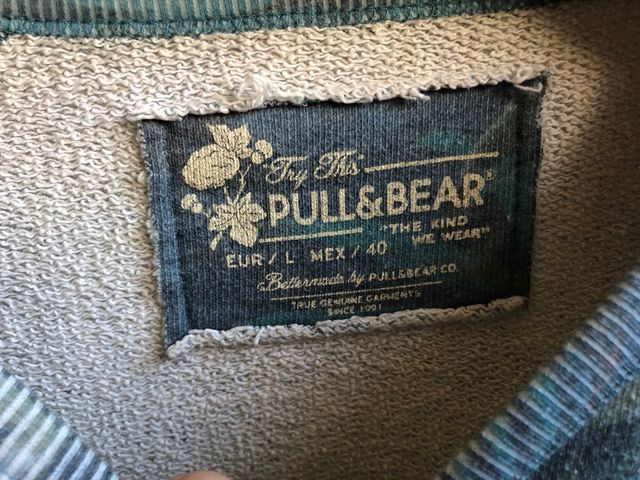 Try This
PULL&BEAR®
"THE KIND
WE WEAR"
EUR/L MEX/40
Bettermade by PULL&BEAR CO.
TRUE GENUINE GARMENTS
SINCE 1991